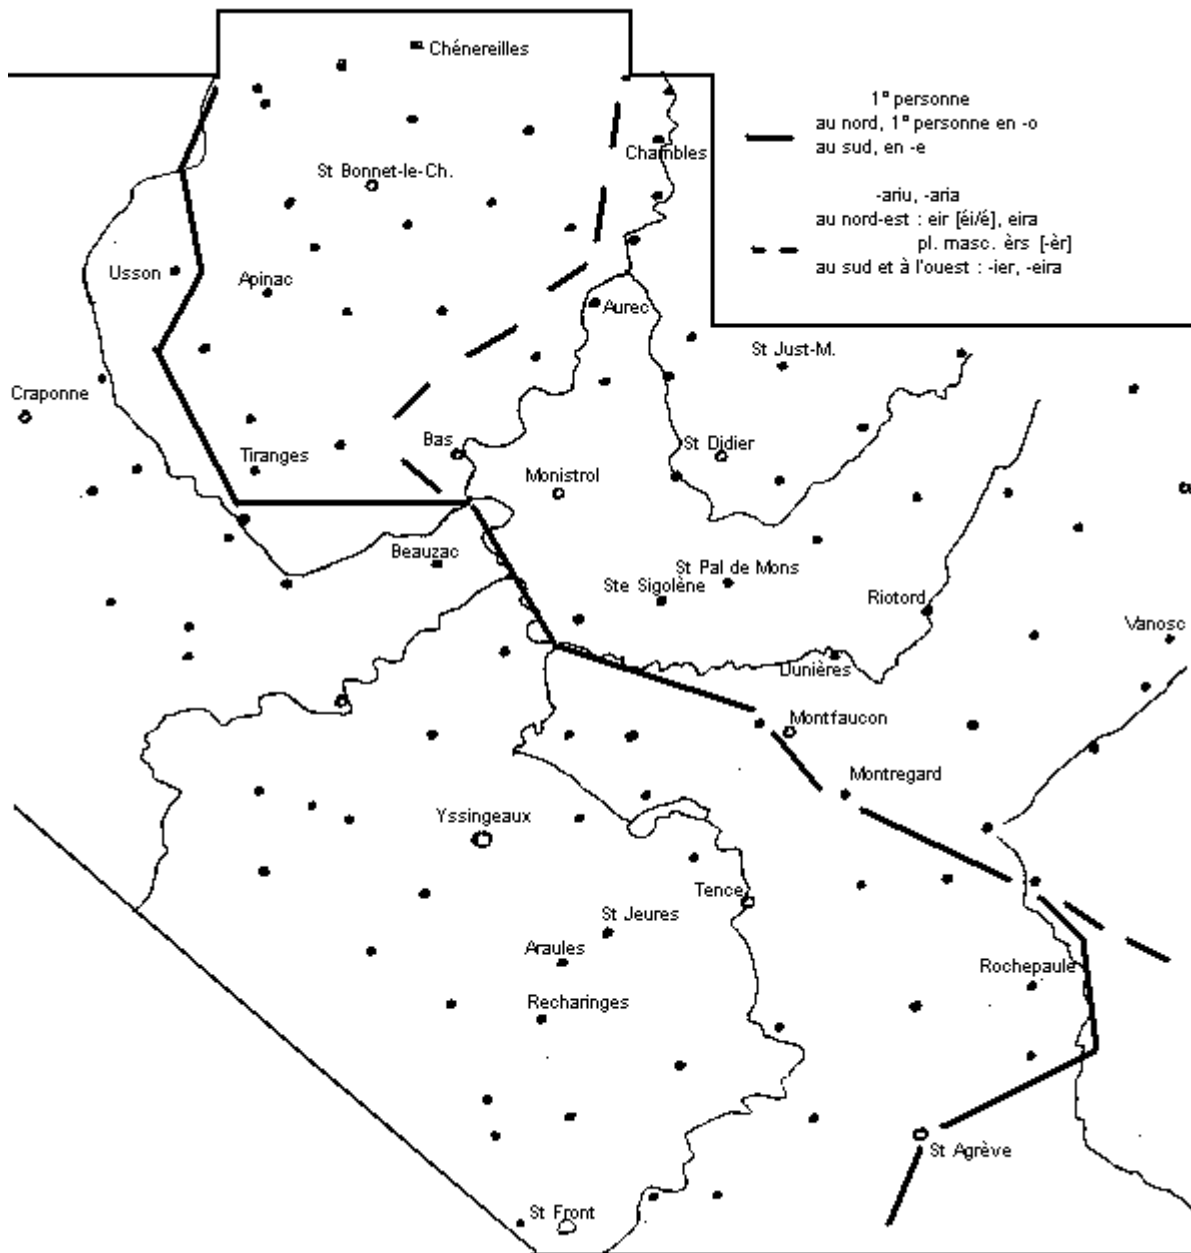 Chénereilles
1° personne
au nord, 1° personne en -o
au sud, en -e
Chambles
St Bonnet-le-Ch.
-ariu, -aria
au nord-est : eir [éi/é], eira
pl. masc. èrs [-èr]
au sud et à l'ouest : -ier, -eira
Usson
Apinac
Aurec
St Just-M.
Craponne
Bas
St Didier
Tiranges
Monistrol
Beauzac
St Pal de Mons
Ste Sigolène
Riotord
Vanosc
Dunières
Montfaucon
Montregard
Yssingeaux
Tence
St Jeures
Araules
Rochepaule
Recharinges
St Agrève
St Front